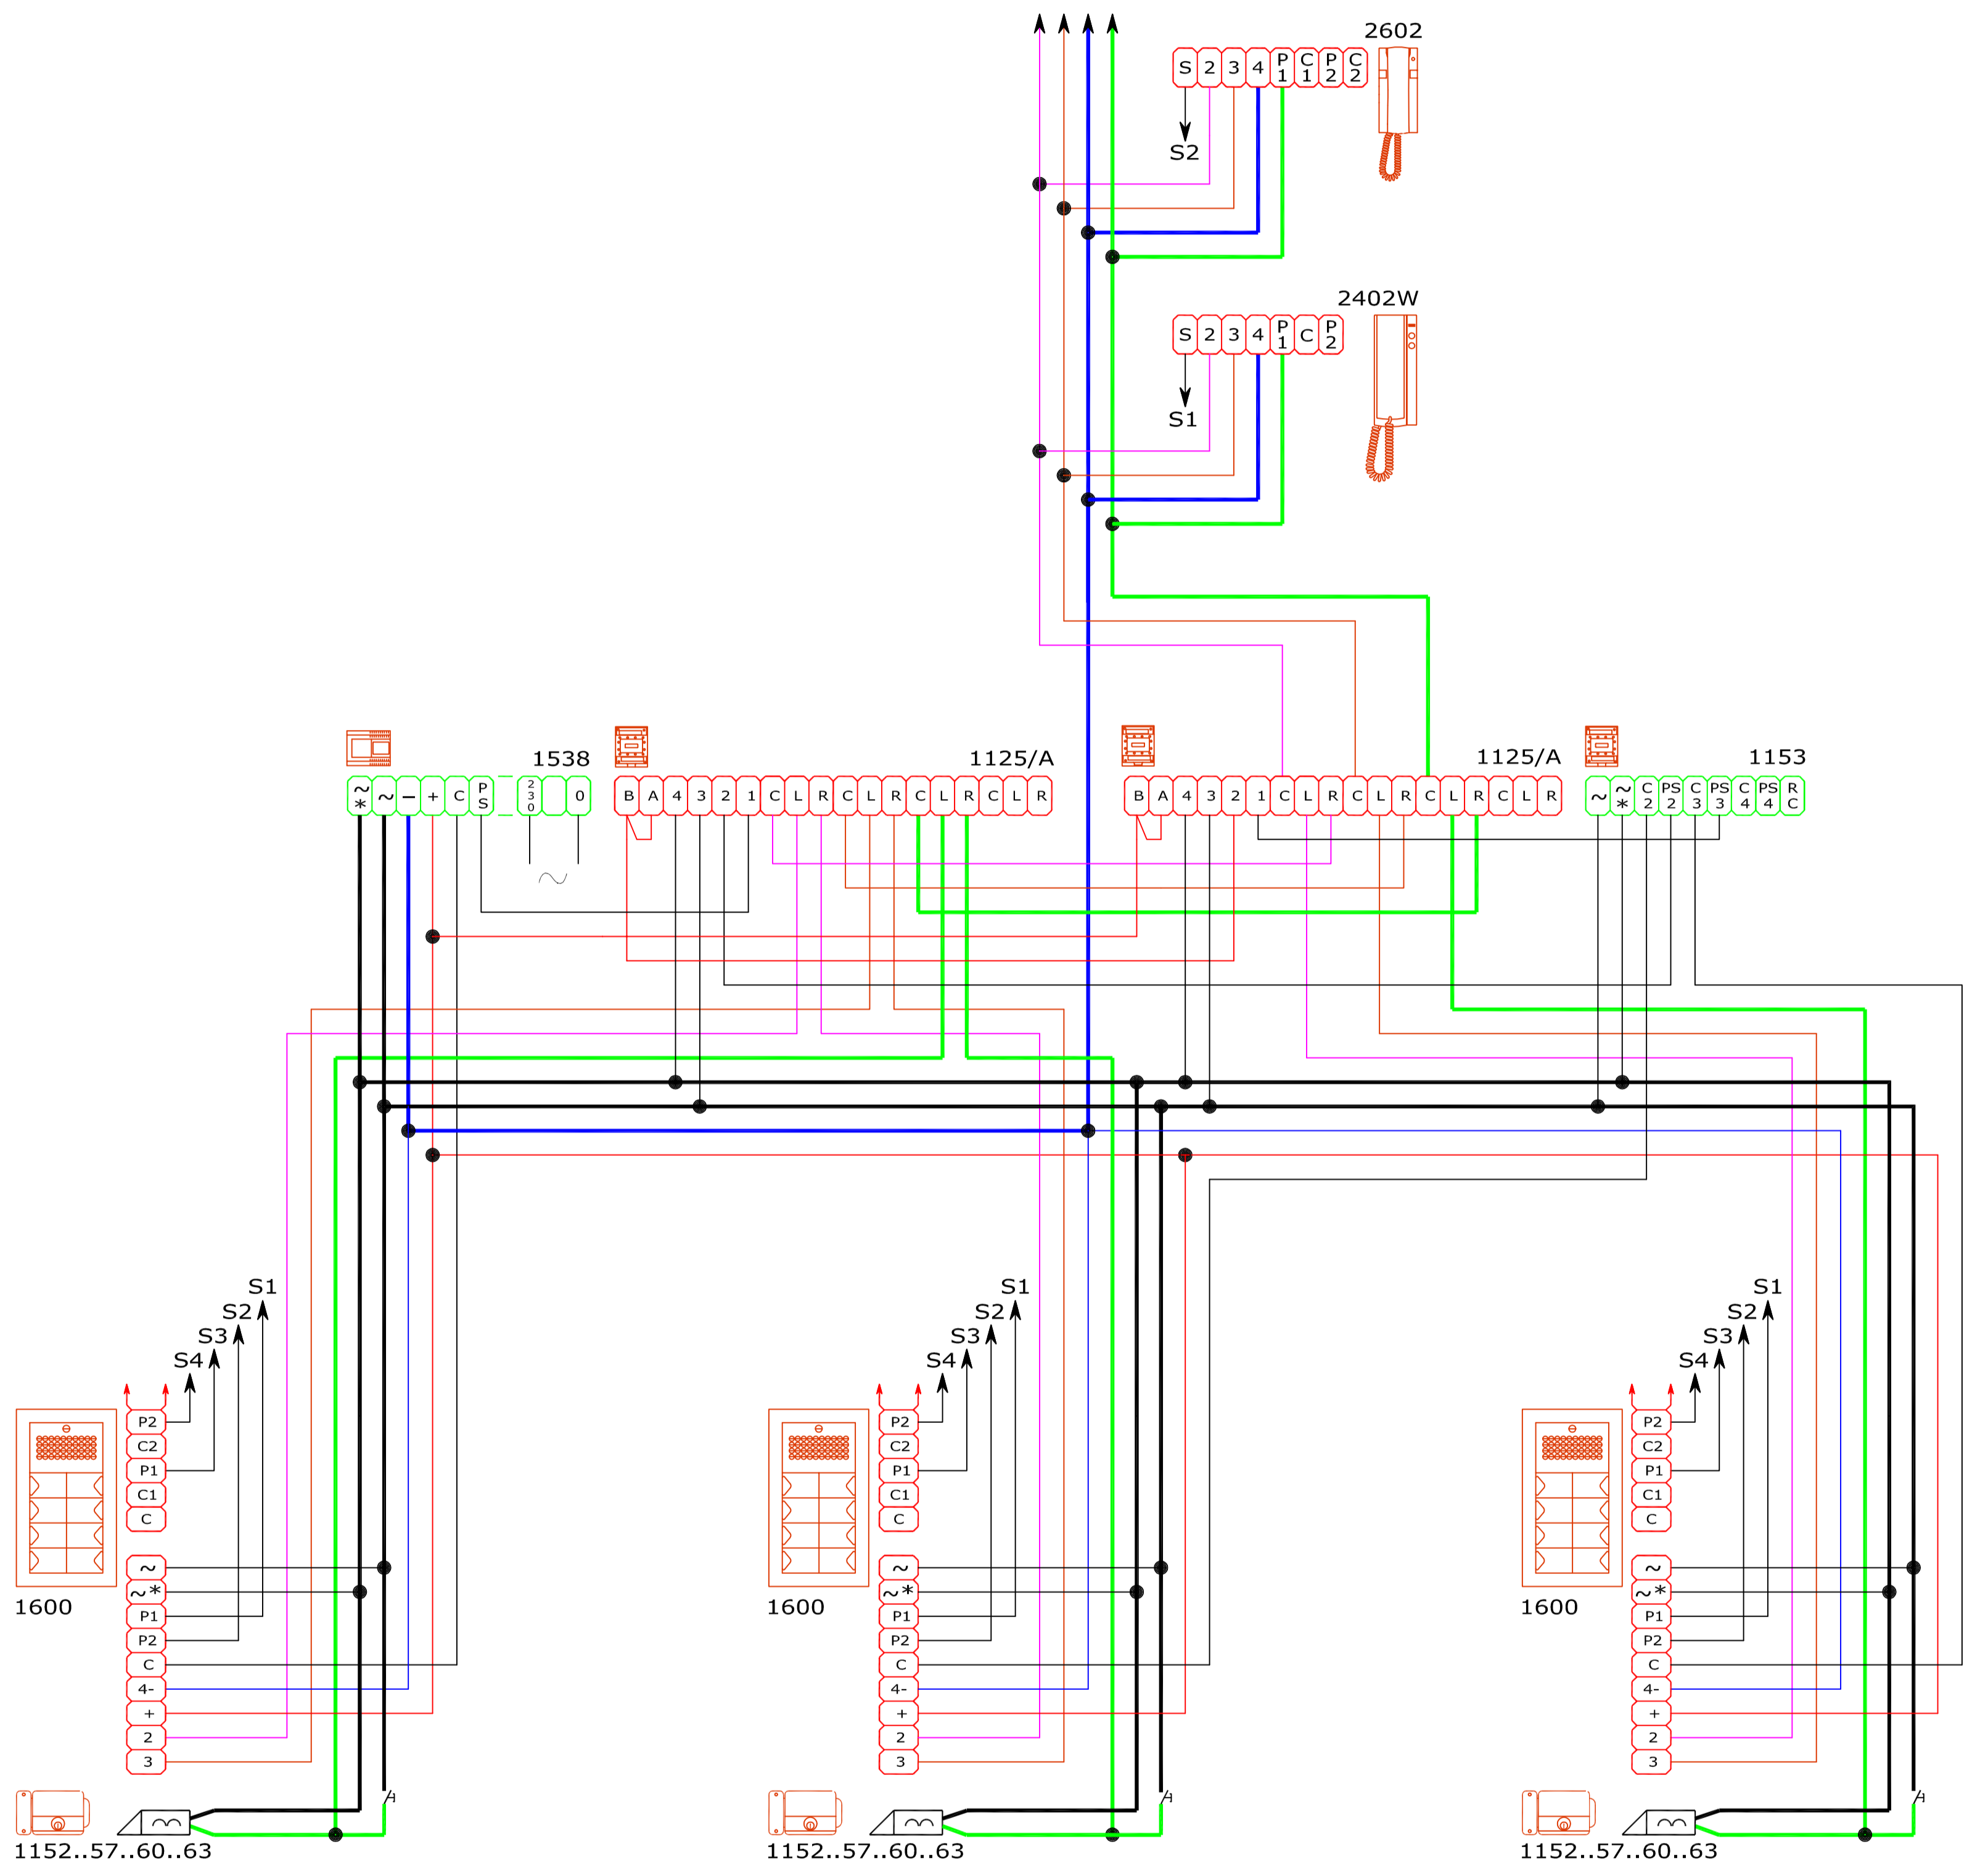 2602
S 2 3 4 P1 C1 P2 C2
S2
2402W
S 2 3 4 P1 C P2
S1
1538 1125/A 1125/A 1153
~* ~ – + C PS 230 0
B A 4 3 2 1 C L R C L R C L R C L R
B A 4 3 2 1 C L R C L R C L R C L R
~ ~* C2 PS2 C3 PS3 C4 PS4 RC
~
S1
S2
S3
S4
P2
C2
P1
C1
C
~
~*
P1
P2
C
4-
+
2
3
1600
1152..57..60..63
S1
S2
S3
S4
P2
C2
P1
C1
C
~
~*
P1
P2
C
4-
+
2
3
1600
1152..57..60..63
S1
S2
S3
S4
P2
C2
P1
C1
C
~
~*
P1
P2
C
4-
+
2
3
1600
1152..57..60..63